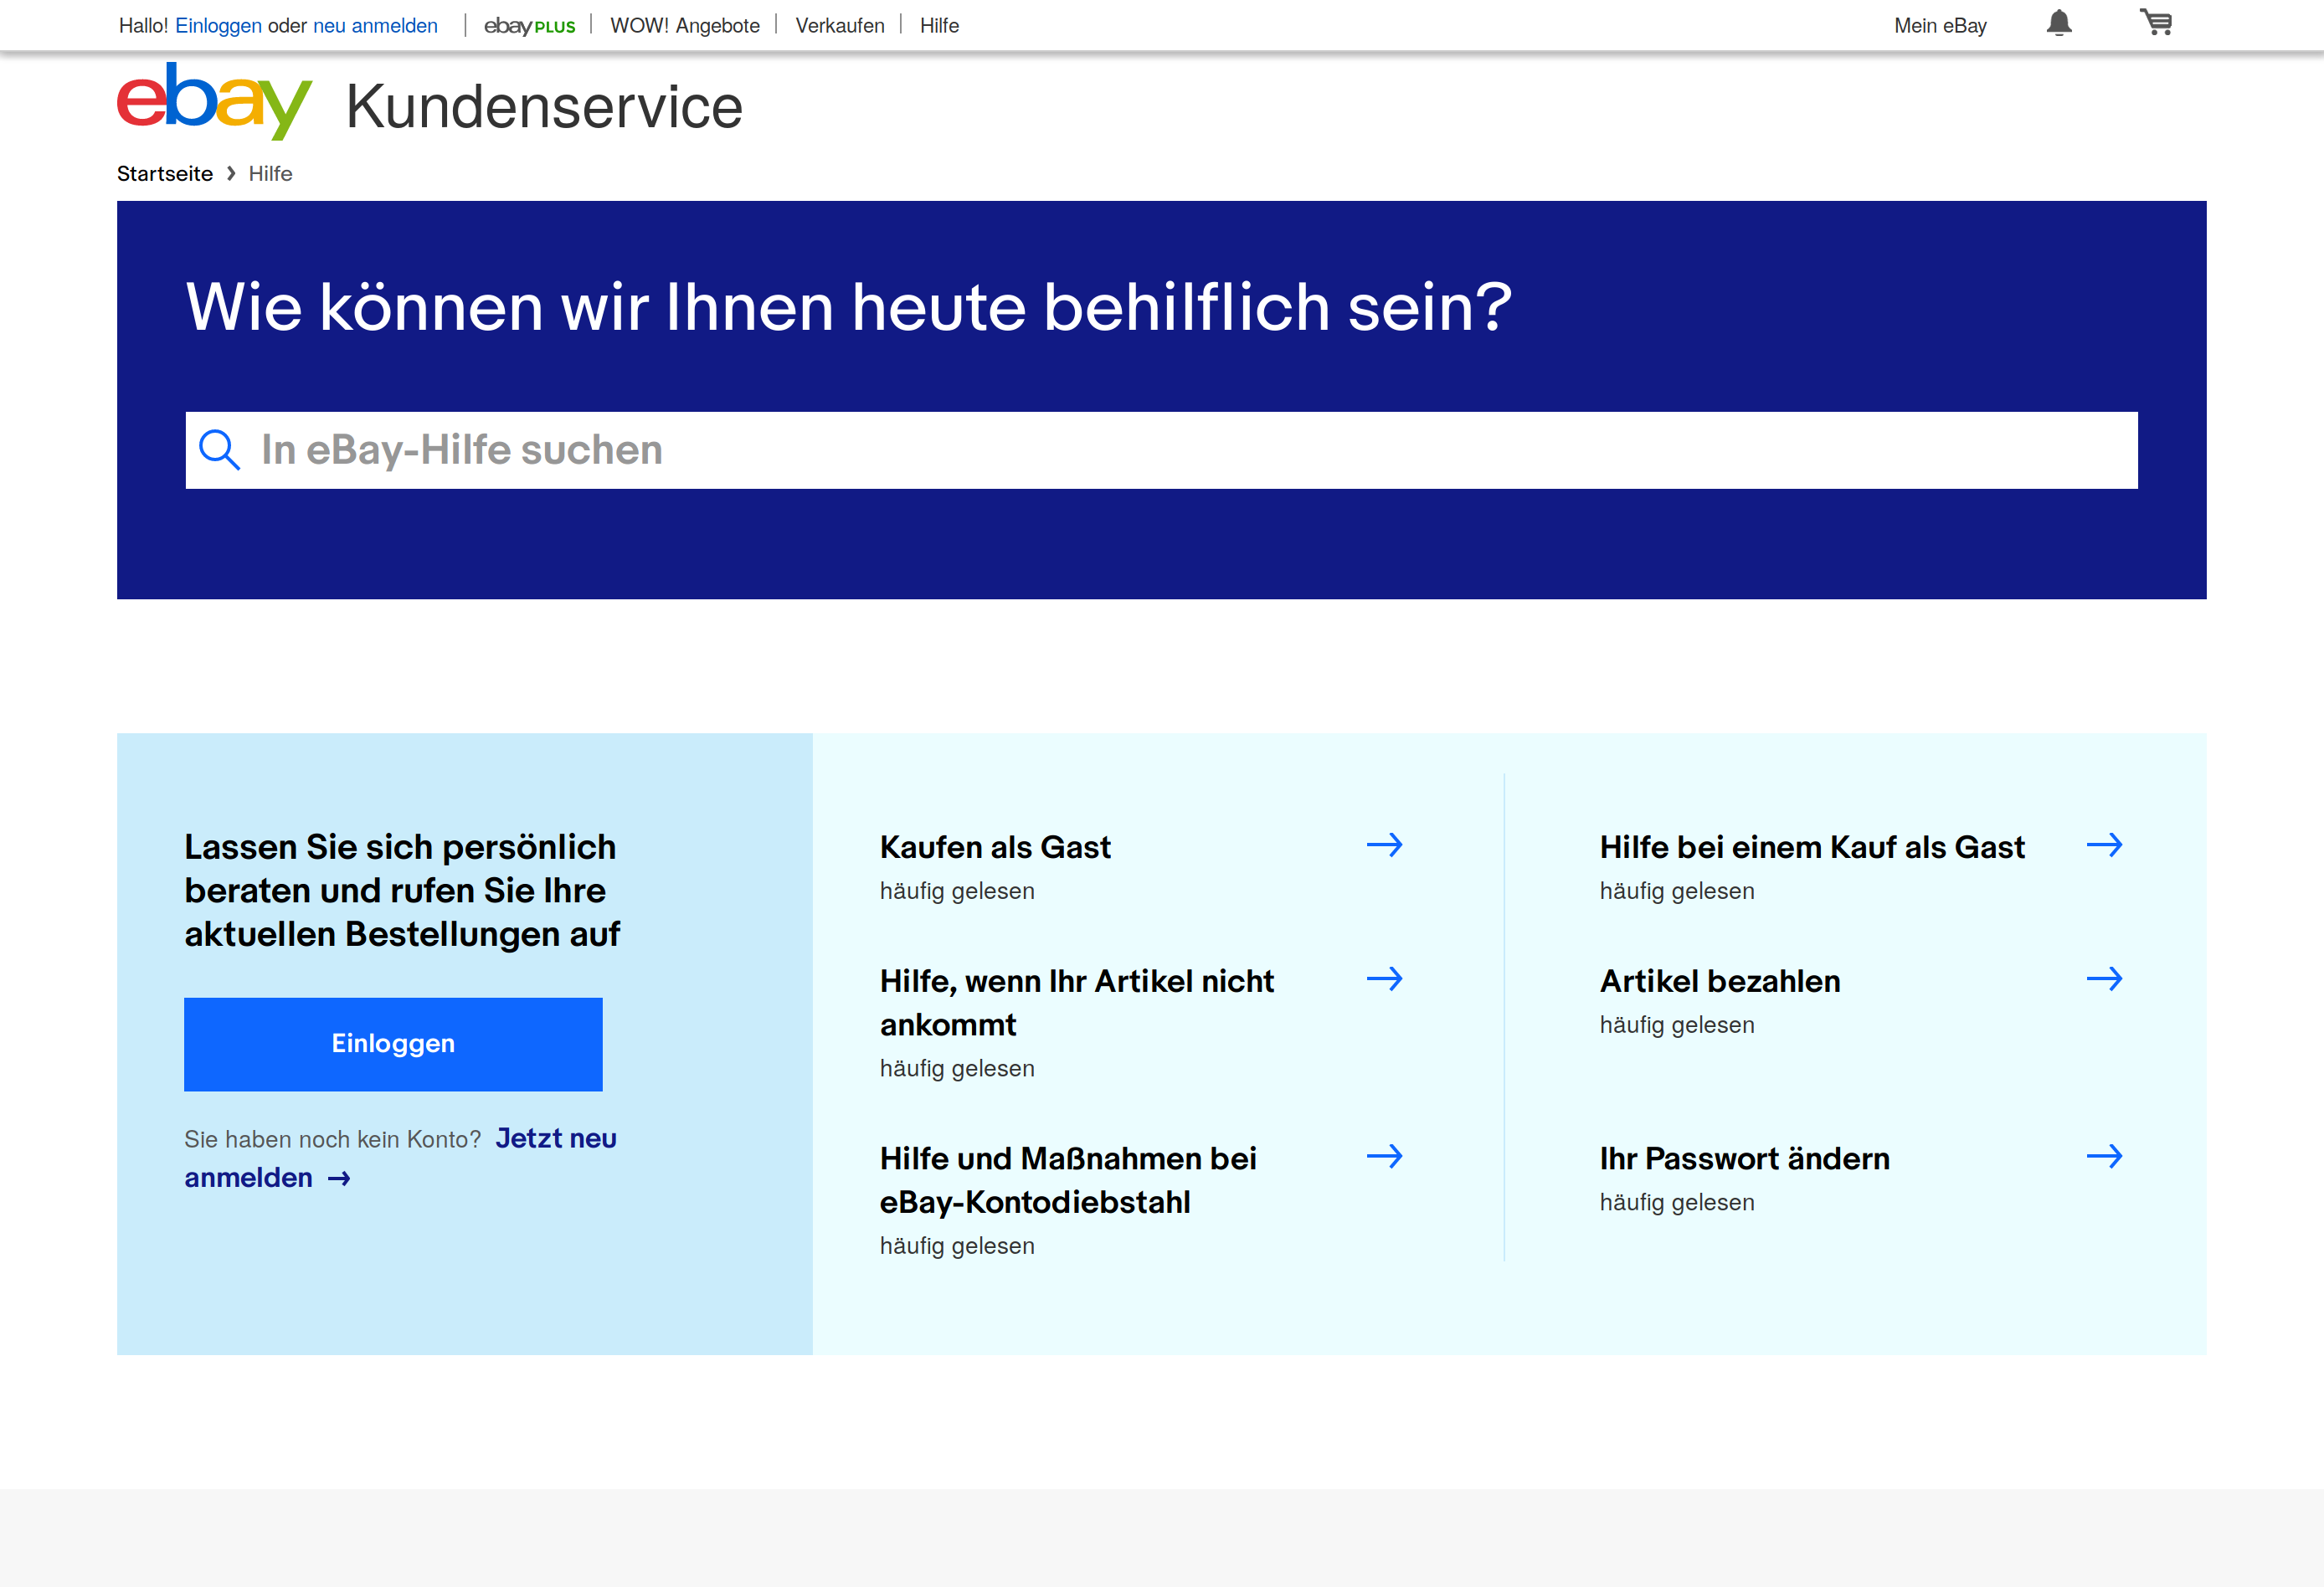 Hallo! Einloggen oder neu anmelden
ebay PLUS
WOW! Angebote
Verkaufen
Hilfe
Mein eBay
ebay
Kundenservice
Startseite
Hilfe
Wie können wir Ihnen heute behilflich sein?
In eBay-Hilfe suchen
Lassen Sie sich persönlich
beraten und rufen Sie Ihre
aktuellen Bestellungen auf
Einloggen
Sie haben noch kein Konto? Jetzt neu
anmelden →
Kaufen als Gast
häufig gelesen
Hilfe bei einem Kauf als Gast
häufig gelesen
Hilfe, wenn Ihr Artikel nicht
ankommt
häufig gelesen
Artikel bezahlen
häufig gelesen
Hilfe und Maßnahmen bei
eBay-Kontodiebstahl
häufig gelesen
Ihr Passwort ändern
häufig gelesen